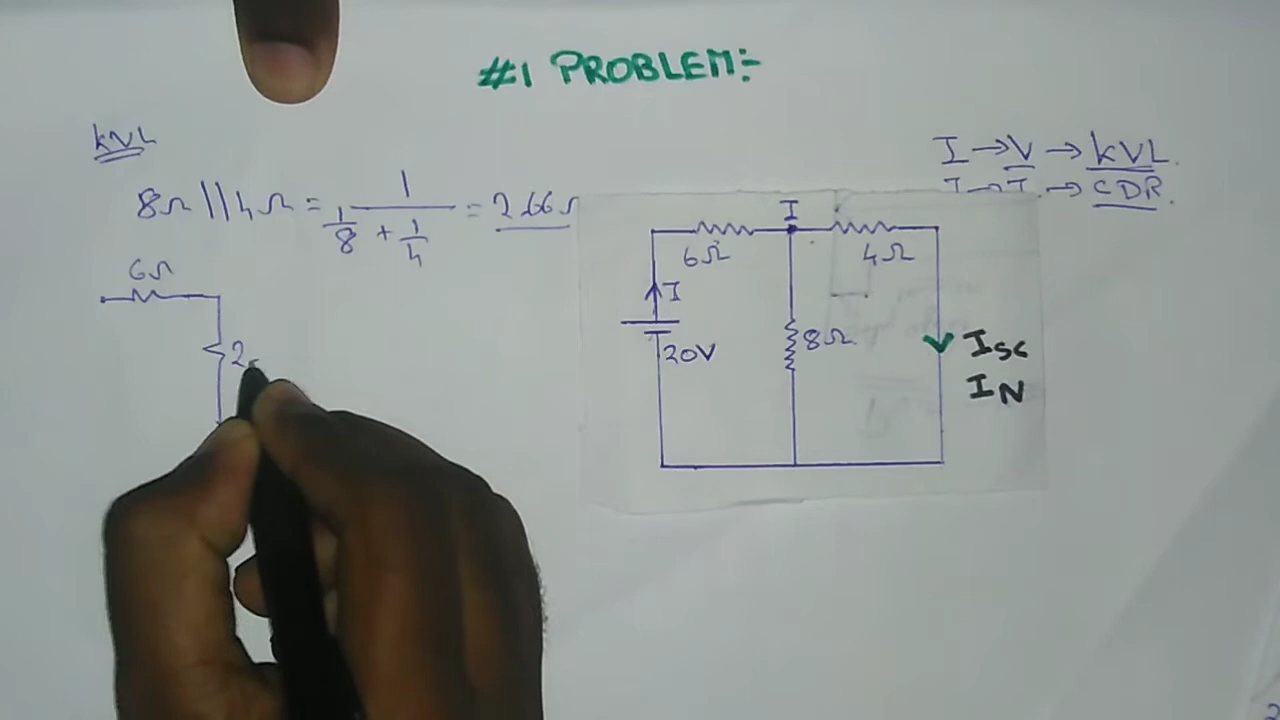 #1 PROBLEM:-
KVL
8Ω || 4Ω = 1 / (1/8 + 1/4) = 2.66Ω
I → V → KVL.
I → I → CDR.
6Ω
2
I
6Ω
4Ω
I
20V
8Ω
ISC
IN